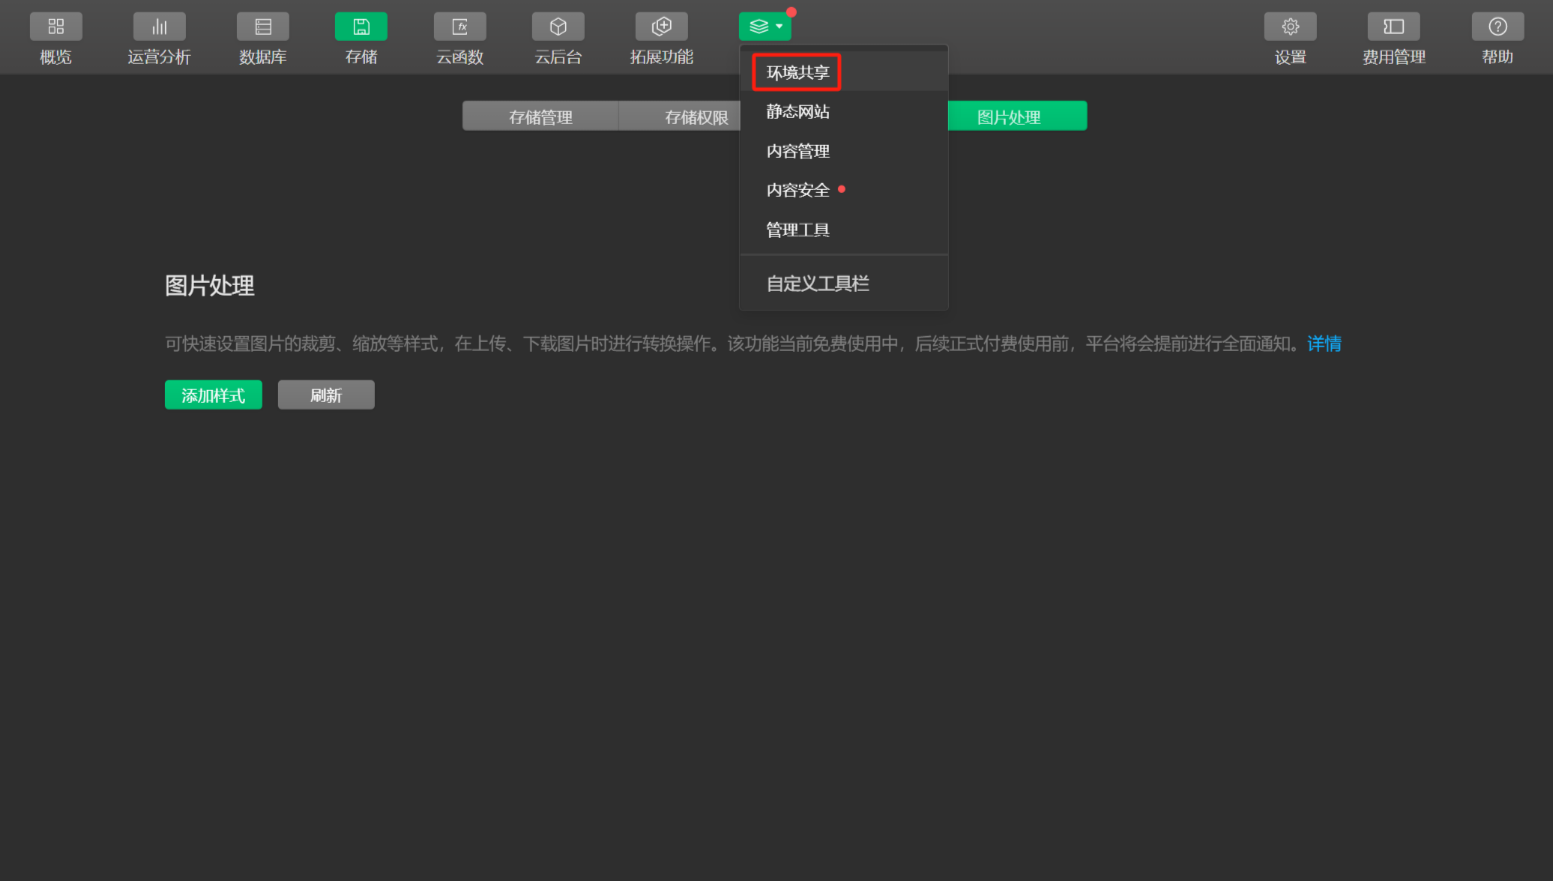 概览
运营分析
数据库
存储
云函数
云后台
拓展功能
设置
费用管理
帮助
环境共享
静态网站
内容管理
内容安全
管理工具
自定义工具栏
存储管理
存储权限
图片处理
图片处理
可快速设置图片的裁剪、缩放等样式，在上传、下载图片时进行转换操作。该功能当前免费使用中，后续正式付费使用前，平台将会提前进行全面通知。详情
添加样式
刷新